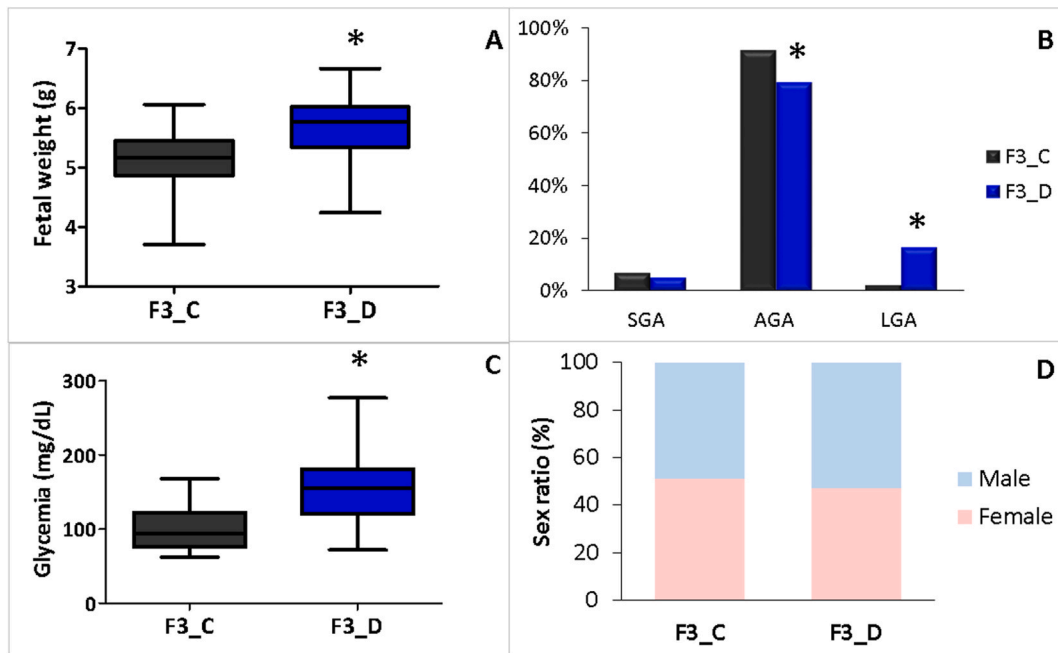 A
Fetal weight (g)
7
6
5
4
3
*
F3_C
F3_D
B
100%
80%
60%
40%
20%
0%
*
*
SGA
AGA
LGA
F3_C
F3_D
C
Glycemia (mg/dL)
300
200
100
0
*
F3_C
F3_D
D
Sex ratio (%)
100
80
60
40
20
0
F3_C
F3_D
Male
Female